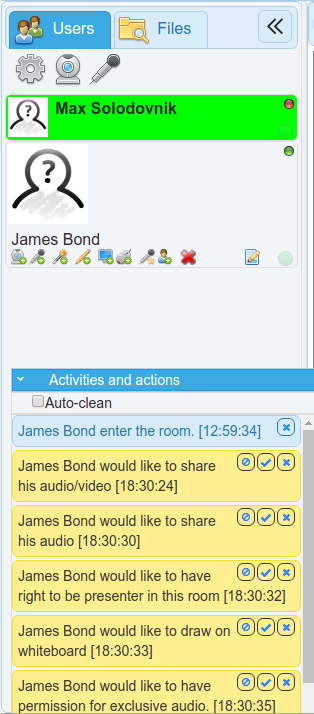 Users
Files
Max Solodovnik
James Bond
Activities and actions
Auto-clean
James Bond enter the room. [12:59:34]
James Bond would like to share
his audio/video [18:30:24]
James Bond would like to share
his audio [18:30:30]
James Bond would like to have
right to be presenter in this room [18:30:32]
James Bond would like to draw on
whiteboard [18:30:33]
James Bond would like to have
permission for exclusive audio. [18:30:35]